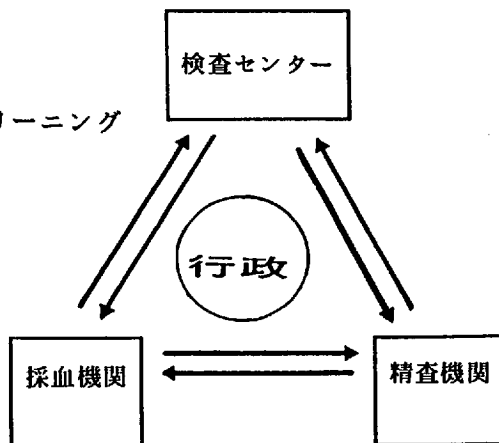 検査センター
リーニング
行政
採血機関
精査機関